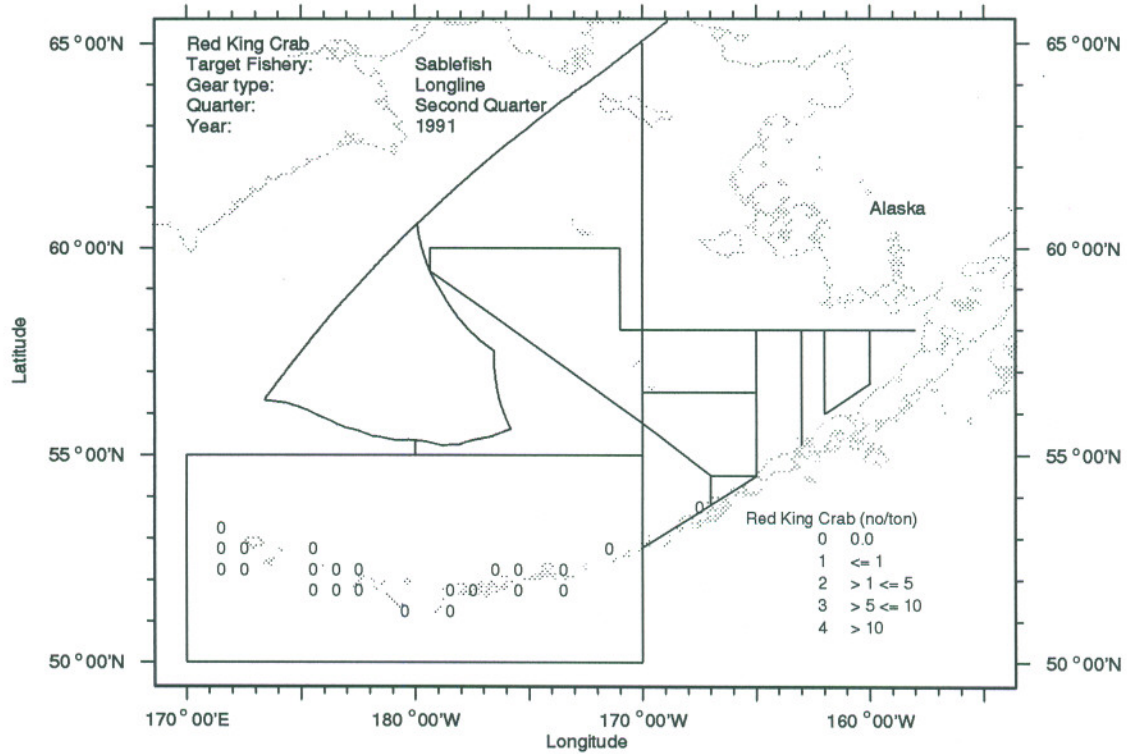 65°00'N
Red King Crab
Target Fishery: Sablefish
Gear type: Longline
Quarter: Second Quarter
Year: 1991
65°00'N
Alaska
60°00'N
60°00'N
Latitude
55°00'N
55°00'N
0
0
0 0 0 0
0 0 0 0 0 0 0 0
0 0 0 0 0 0 0
0 0
Red King Crab (no/ton)
0 0.0
1 <= 1
2 > 1 <= 5
3 > 5 <= 10
4 > 10
50°00'N
50°00'N
170°00'E
180°00'W
170°00'W
160°00'W
Longitude